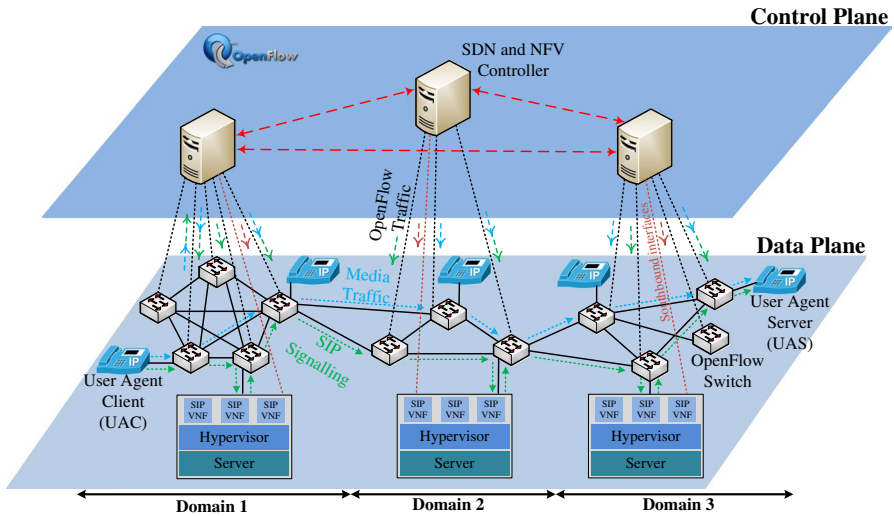 Control Plane
OpenFlow
SDN and NFV
Controller
OpenFlow
Traffic
Southbound interfaces
Data Plane
IP
IP
IP
IP
IP
Media
Traffic
SIP
Signalling
User Agent
Client
(UAC)
User Agent
Server
(UAS)
OpenFlow
Switch
SIP
VNF
SIP
VNF
SIP
VNF
Hypervisor
Server
SIP
VNF
SIP
VNF
SIP
VNF
Hypervisor
Server
SIP
VNF
SIP
VNF
SIP
VNF
Hypervisor
Server
Domain 1
Domain 2
Domain 3